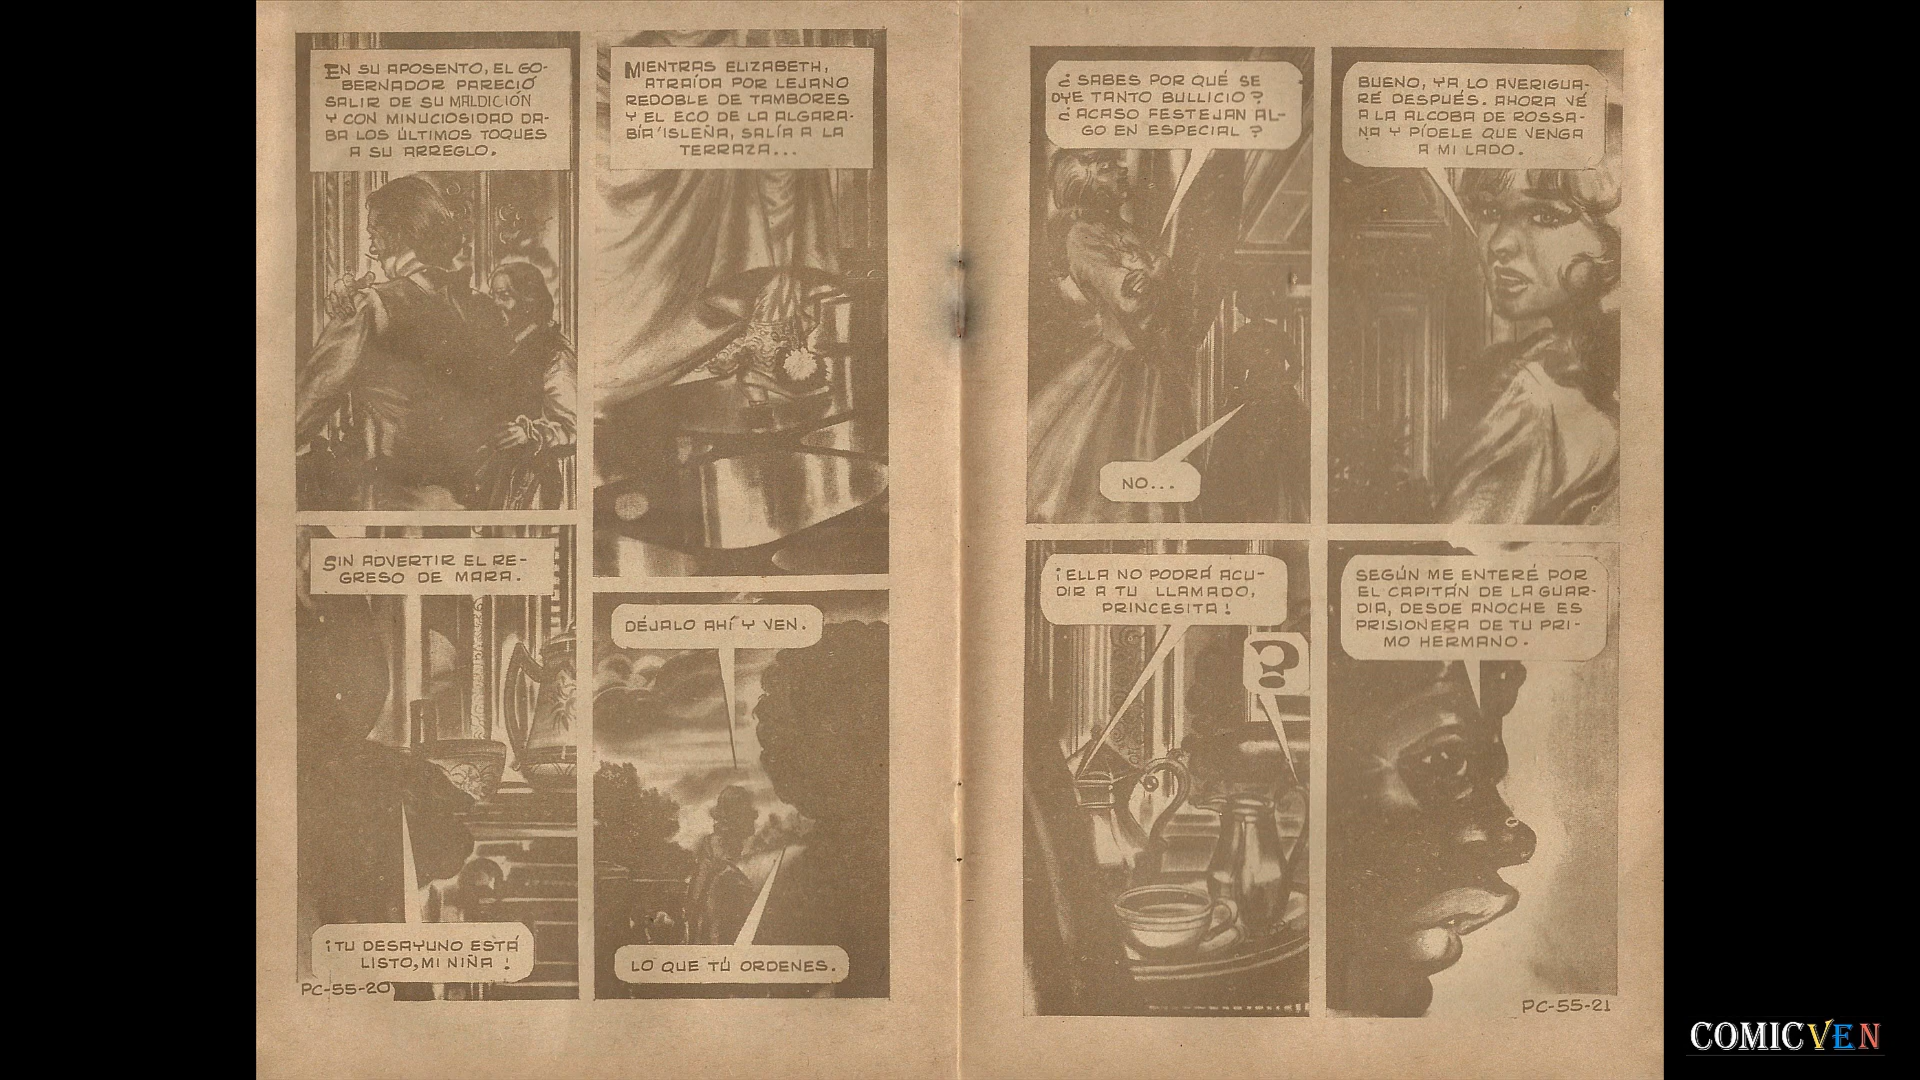 EN SU APOSENTO, EL GO-
BERNADOR PARECIÓ
SALIR DE SU MALDICIÓN
Y CON MINUCIOSIDAD DA-
BA LOS ÚLTIMOS TOQUES
A SU ARREGLO.
MIENTRAS ELIZABETH,
ATRAÍDA POR LEJANO
REDOBLE DE TAMBORES
Y EL ECO DE LA ALGARA-
BÍA ISLEÑA, SALÍA A LA
TERRAZA...
SIN ADVERTIR EL RE-
GRESO DE MARA.
¡TU DESAYUNO ESTÁ
LISTO, MI NIÑA!
DÉJALO AHÍ Y VEN.
LO QUE TÚ ORDENES.
PC-55-20
¿SABES POR QUÉ SE
OYE TANTO BULLICIO?
¿ACASO FESTEJAN AL-
GO EN ESPECIAL?
NO...
BUENO, YA LO AVERIGUA-
RÉ DESPUÉS. AHORA VÉ
A LA ALCOBA DE ROSSA-
NA Y PÍDELE QUE VENGA
A MI LADO.
¡ELLA NO PODRÁ ACU-
DIR A TU LLAMADO,
PRINCESITA!
?
SEGÚN ME ENTERÉ POR
EL CAPITÁN DE LA GUAR-
DIA, DESDE ANOCHE ES
PRISIONERA DE TU PRI-
MO HERMANO.
PC-55-21
COMICVEN